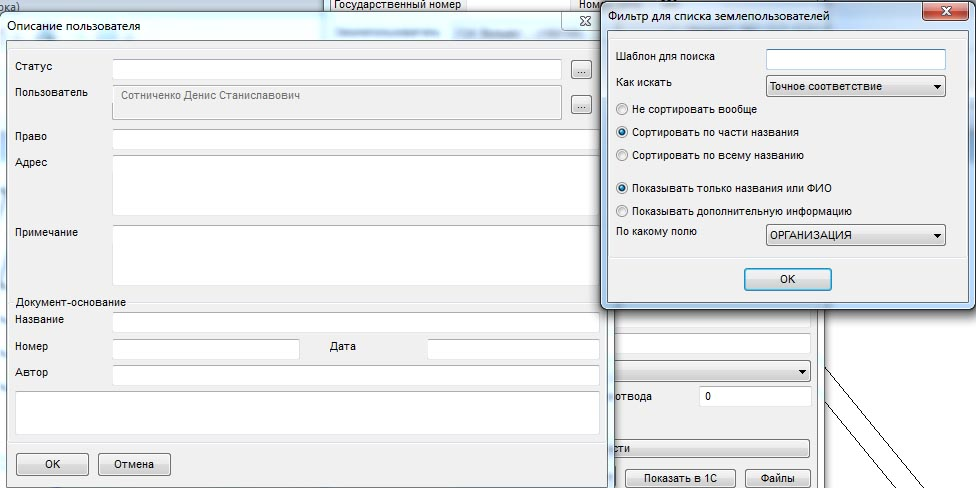 рока)
Государственный номер
Описание пользователя
Статус
...
Пользователь
Сотниченко Денис Станиславович
...
Право
Адрес
Примечание
Документ-основание
Название
Номер
Дата
Автор
OK
Отмена
Фильтр для списка землепользователей
Шаблон для поиска
Как искать
Точное соответствие
Не сортировать вообще
Сортировать по части названия
Сортировать по всему названию
Показывать только названия или ФИО
Показывать дополнительную информацию
По какому полю
ОРГАНИЗАЦИЯ
OK
отвода
0
сти
Показать в 1С
Файлы